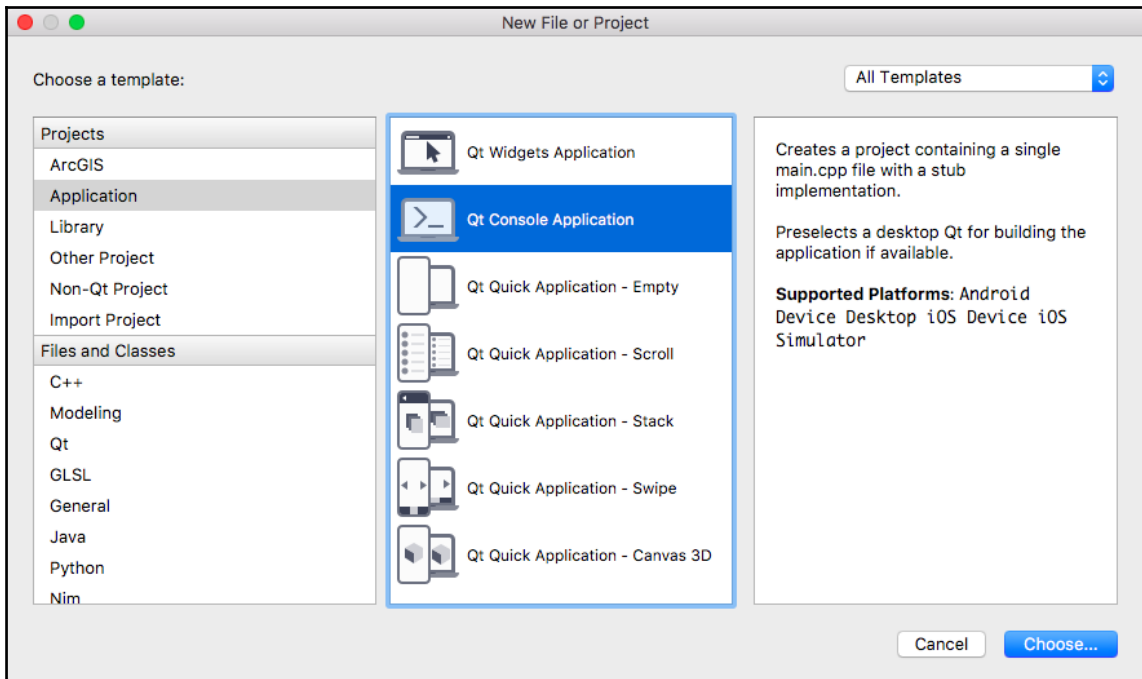 New File or Project
Choose a template:
All Templates
Projects
ArcGIS
Application
Library
Other Project
Non-Qt Project
Import Project
Files and Classes
C++
Modeling
Qt
GLSL
General
Java
Python
Nim
Qt Widgets Application
Qt Console Application
Qt Quick Application - Empty
Qt Quick Application - Scroll
Qt Quick Application - Stack
Qt Quick Application - Swipe
Qt Quick Application - Canvas 3D
Creates a project containing a single
main.cpp file with a stub
implementation.
Preselects a desktop Qt for building the
application if available.
Supported Platforms: Android
Device Desktop iOS Device iOS
Simulator
Cancel
Choose...